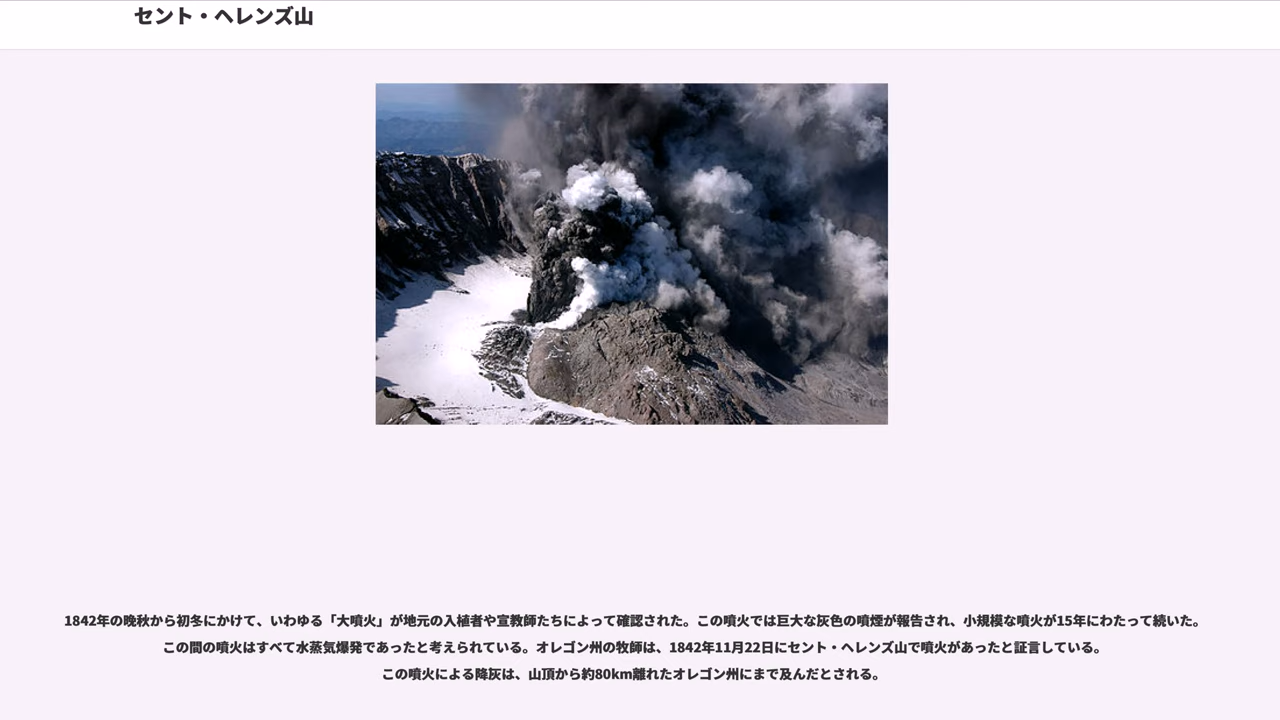 セント・ヘレンズ山
1842年の晩秋から初冬にかけて、いわゆる「大噴火」が地元の入植者や宣教師たちによって確認された。この噴火では巨大な灰色の噴煙が報告され、小規模な噴火が15年にわたって続いた。
この間の噴火はすべて水蒸気爆発であったと考えられている。オレゴン州の牧師は、1842年11月22日にセント・ヘレンズ山で噴火があったと証言している。
この噴火による降灰は、山頂から約80km離れたオレゴン州にまで及んだとされる。